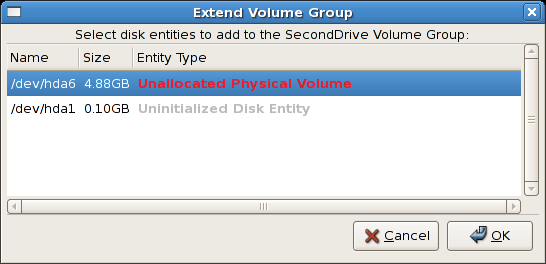 Extend Volume Group
Select disk entities to add to the SecondDrive Volume Group:
Name Size Entity Type
/dev/hda6 4.88GB Unallocated Physical Volume
/dev/hda1 0.10GB Uninitialized Disk Entity
Cancel OK